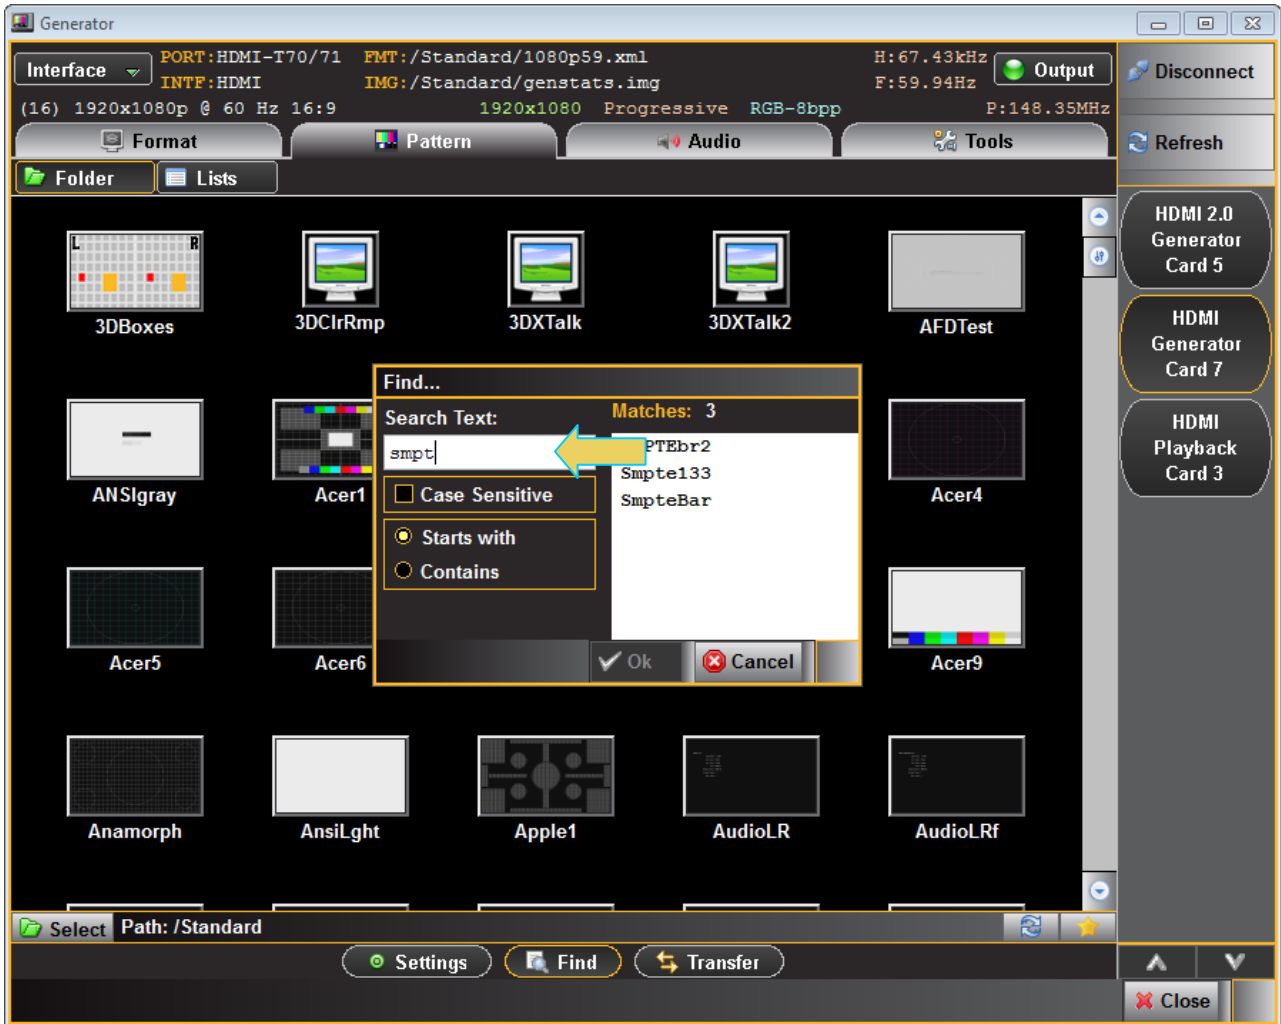 Generator
Interface
PORT:HDMI-T70/71 FMT:/Standard/1080p59.xml H:67.43kHz
INTF:HDMI IMG:/Standard/genstats.img F:59.94Hz
Output
Disconnect
(16) 1920x1080p @ 60 Hz 16:9 1920x1080 Progressive RGB-8bpp P:148.35MHz
Format Pattern Audio Tools
Refresh
Folder Lists
L R
3DBoxes 3DClrRmp 3DXTalk 3DXTalk2 AFDTest
HDMI 2.0
Generator
Card 5
HDMI
Generator
Card 7
HDMI
Playback
Card 3
Find...
Search Text:
smpt
Case Sensitive
Starts with
Contains
Matches: 3
PTEbr2
Smpte133
SmpteBar
Ok Cancel
ANSIgray Acer1 Acer4
Acer5 Acer6 Acer9
Anamorph AnsiLght Apple1 AudioLR AudioLRf
Select Path: /Standard
Settings Find Transfer
Close